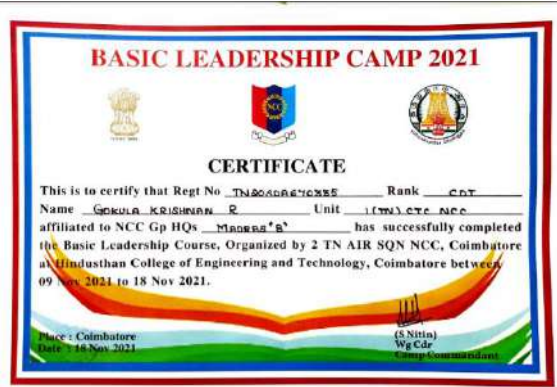 BASIC LEADERSHIP CAMP 2021
NCC
CERTIFICATE
This is to certify that Regt No Rank CDT
Name GOKULA KRISHNAN R Unit 1(TN) CTC NCC
affiliated to NCC Gp HQs MADRAS 'B' has successfully completed
the Basic Leadership Course, Organized by 2 TN AIR SQN NCC, Coimbatore
at Hindusthan College of Engineering and Technology, Coimbatore between
09 Nov 2021 to 18 Nov 2021.
Place : Coimbatore
Date : 18 Nov 2021
(S Nitin)
Wg Cdr
Camp Commandant